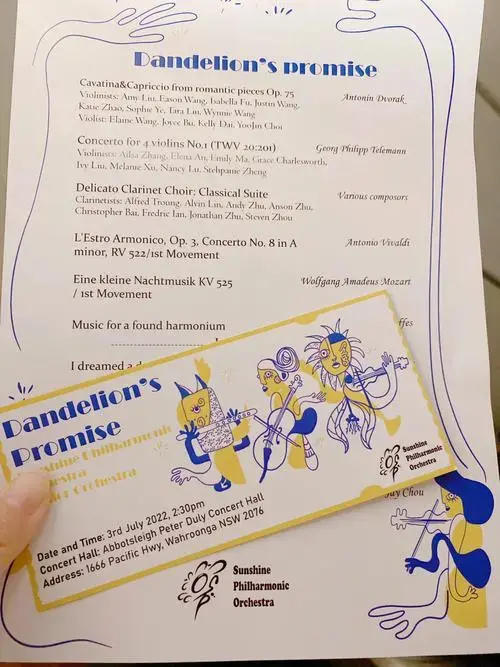 Dandelion's promise
Cavatina&Capriccio from romantic pieces Op. 75
Antonin Dvorak
Violinists: Amy Liu, Eason Wang, Isabella Fu, Justin Wang,
Katie Zhao, Sophie Ye, Tara Liu, Wynnie Wang
Violist: Elaine Wang, Joyce Bu, Kelly Dai, YooJin Choi
Concerto for 4 violins No.1 (TWV 20:201)
Georg Philipp Telemann
Violinists: Ailsa Zhang, Elena An, Emily Ma, Grace Charlesworth,
Ivy Liu, Melanie Xu, Nancy Lu, Stehpanie Zheng
Delicato Clarinet Choir: Classical Suite
Various composors
Clarinetists: Alfred Troung, Alvin Lin, Andy Zhu, Anson Zhu,
Christopher Bai, Fredric Ian, Jonathan Zhu, Steven Zhou
L'Estro Armonico, Op. 3, Concerto No. 8 in A
Antonio Vivaldi
minor, RV 522/1st Movement
Eine kleine Nachtmusik KV 525
Wolfgang Amadeus Mozart
/ 1st Movement
Music for a found harmonium
I dreamed a
Dandelion's
Promise
Sunshine Philharmonic
Orchestra
Date and Time: 3rd July 2022, 2:30pm
Concert Hall: Abbotsleigh Peter Duly Concert Hall
Address: 1666 Pacific Hwy, Wahroonga NSW 2076
Sunshine
Philharmonic
Orchestra
Jay Chou
Sunshine
Philharmonic
Orchestra